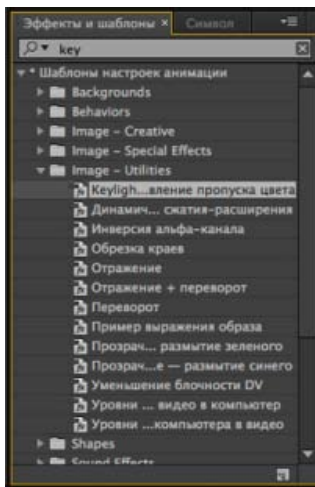 Эффекты и шаблоны × Символ
key
* Шаблоны настроек анимации
Backgrounds
Behaviors
Image – Creative
Image – Special Effects
Image – Utilities
Keyligh...вление пропуска цвета
Динамич... сжатия-расширения
Инверсия альфа-канала
Обрезка краев
Отражение
Отражение + переворот
Переворот
Пример выражения образа
Прозрач... размытие зеленого
Прозрач...е — размытие синего
Уменьшение блочности DV
Уровни ... видео в компьютер
Уровни ...компьютера в видео
Shapes
Sound Effects